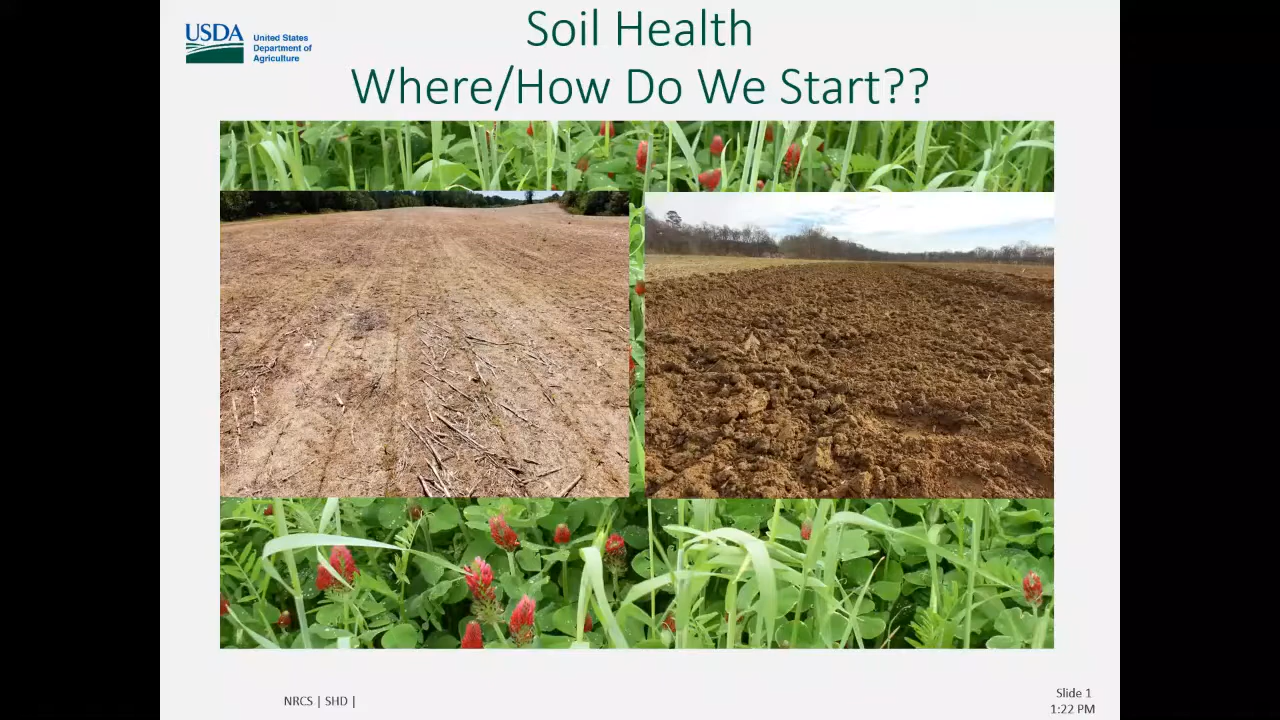 USDA
United States
Department of
Agriculture
Soil Health
Where/How Do We Start??
NRCS | SHD |
Slide 1
1:22 PM